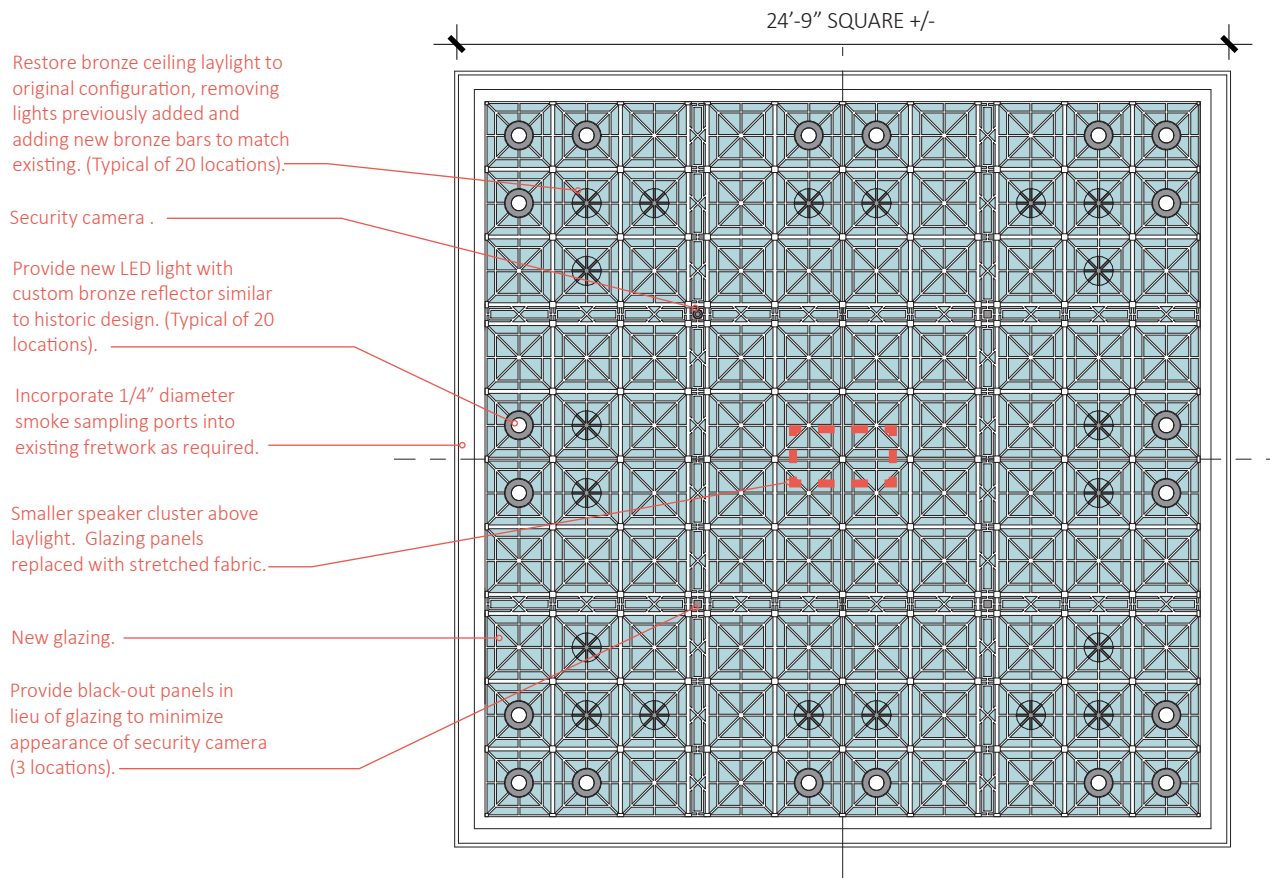 24’-9” SQUARE +/-
Restore bronze ceiling laylight to
original configuration, removing
lights previously added and
adding new bronze bars to match
existing. (Typical of 20 locations).
Security camera .
Provide new LED light with
custom bronze reflector similar
to historic design. (Typical of 20
locations).
Incorporate 1/4” diameter
smoke sampling ports into
existing fretwork as required.
Smaller speaker cluster above
laylight.  Glazing panels
replaced with stretched fabric.
New glazing.
Provide black-out panels in
lieu of glazing to minimize
appearance of security camera
(3 locations).